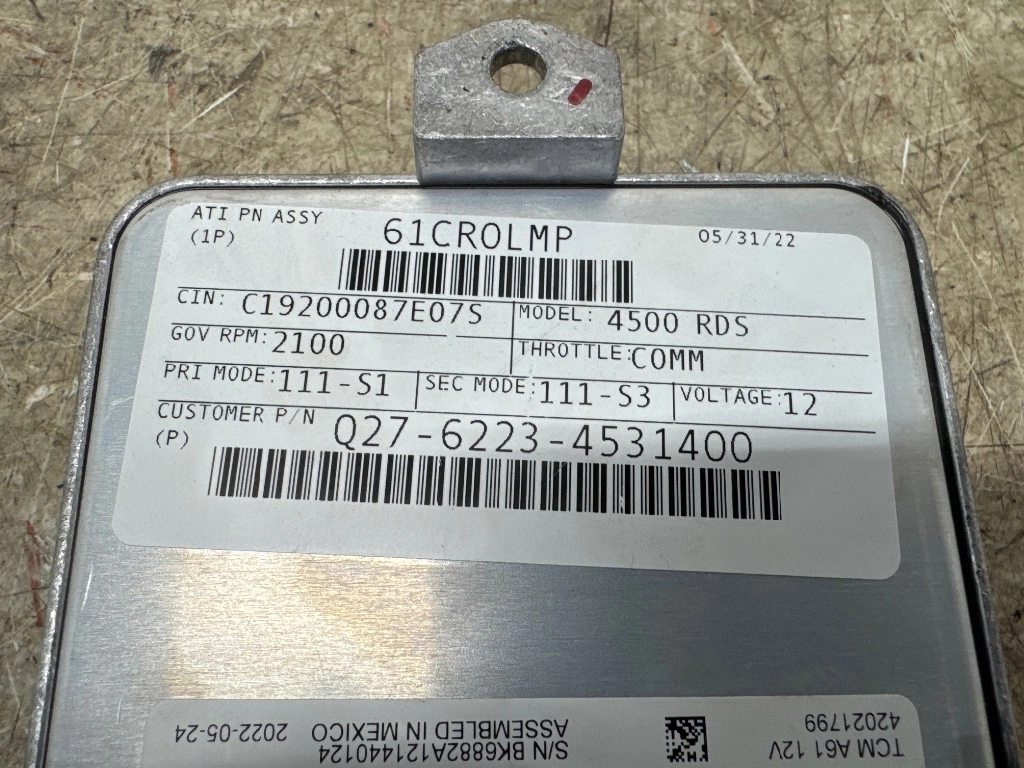 ATI PN ASSY 61CROLMP 05/31/22
(1P)
CIN: C19200087E07S MODEL: 4500 RDS
GOV RPM: 2100 THROTTLE: COMM
PRI MODE: 111-S1 SEC MODE: 111-S3 VOLTAGE: 12
CUSTOMER P/N Q27-6223-4531400
(P)
TCM A61 12V
42021799
S/N BK6882A121440124
ASSEMBLED IN MEXICO 2022-05-24